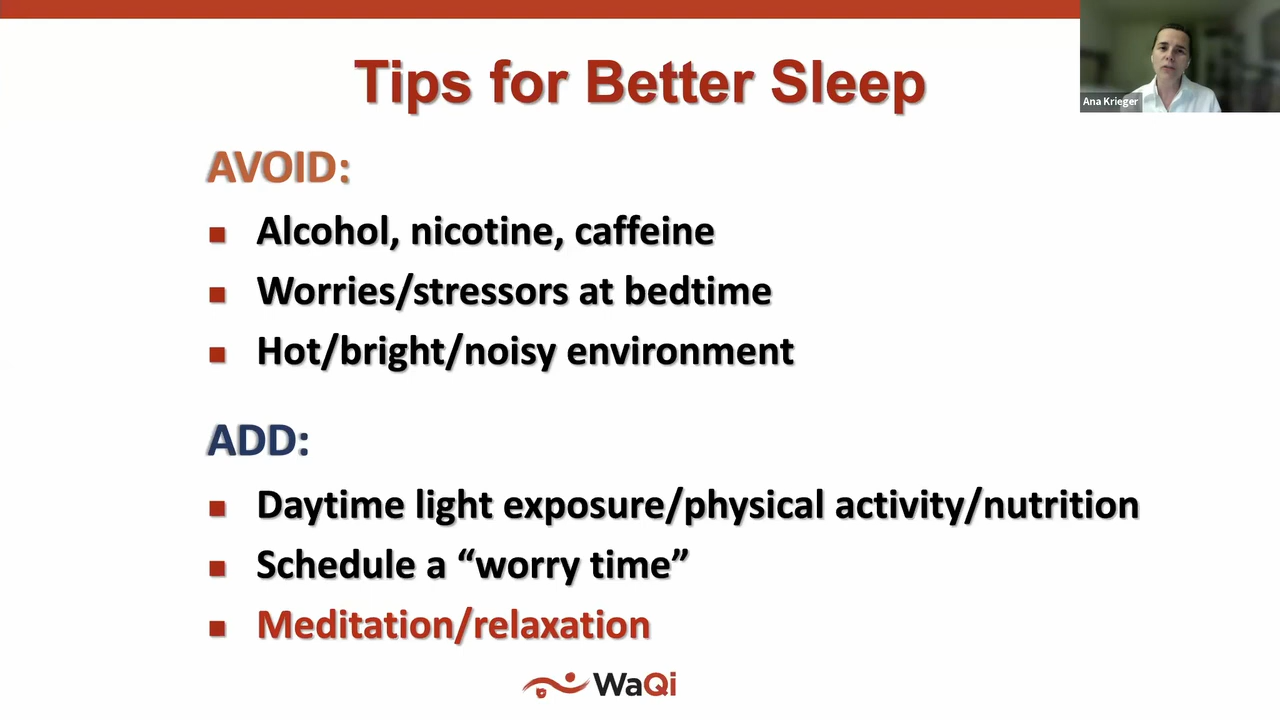 Tips for Better Sleep
Ana Krieger
AVOID:
Alcohol, nicotine, caffeine
Worries/stressors at bedtime
Hot/bright/noisy environment
ADD:
Daytime light exposure/physical activity/nutrition
Schedule a “worry time”
Meditation/relaxation
WaQi